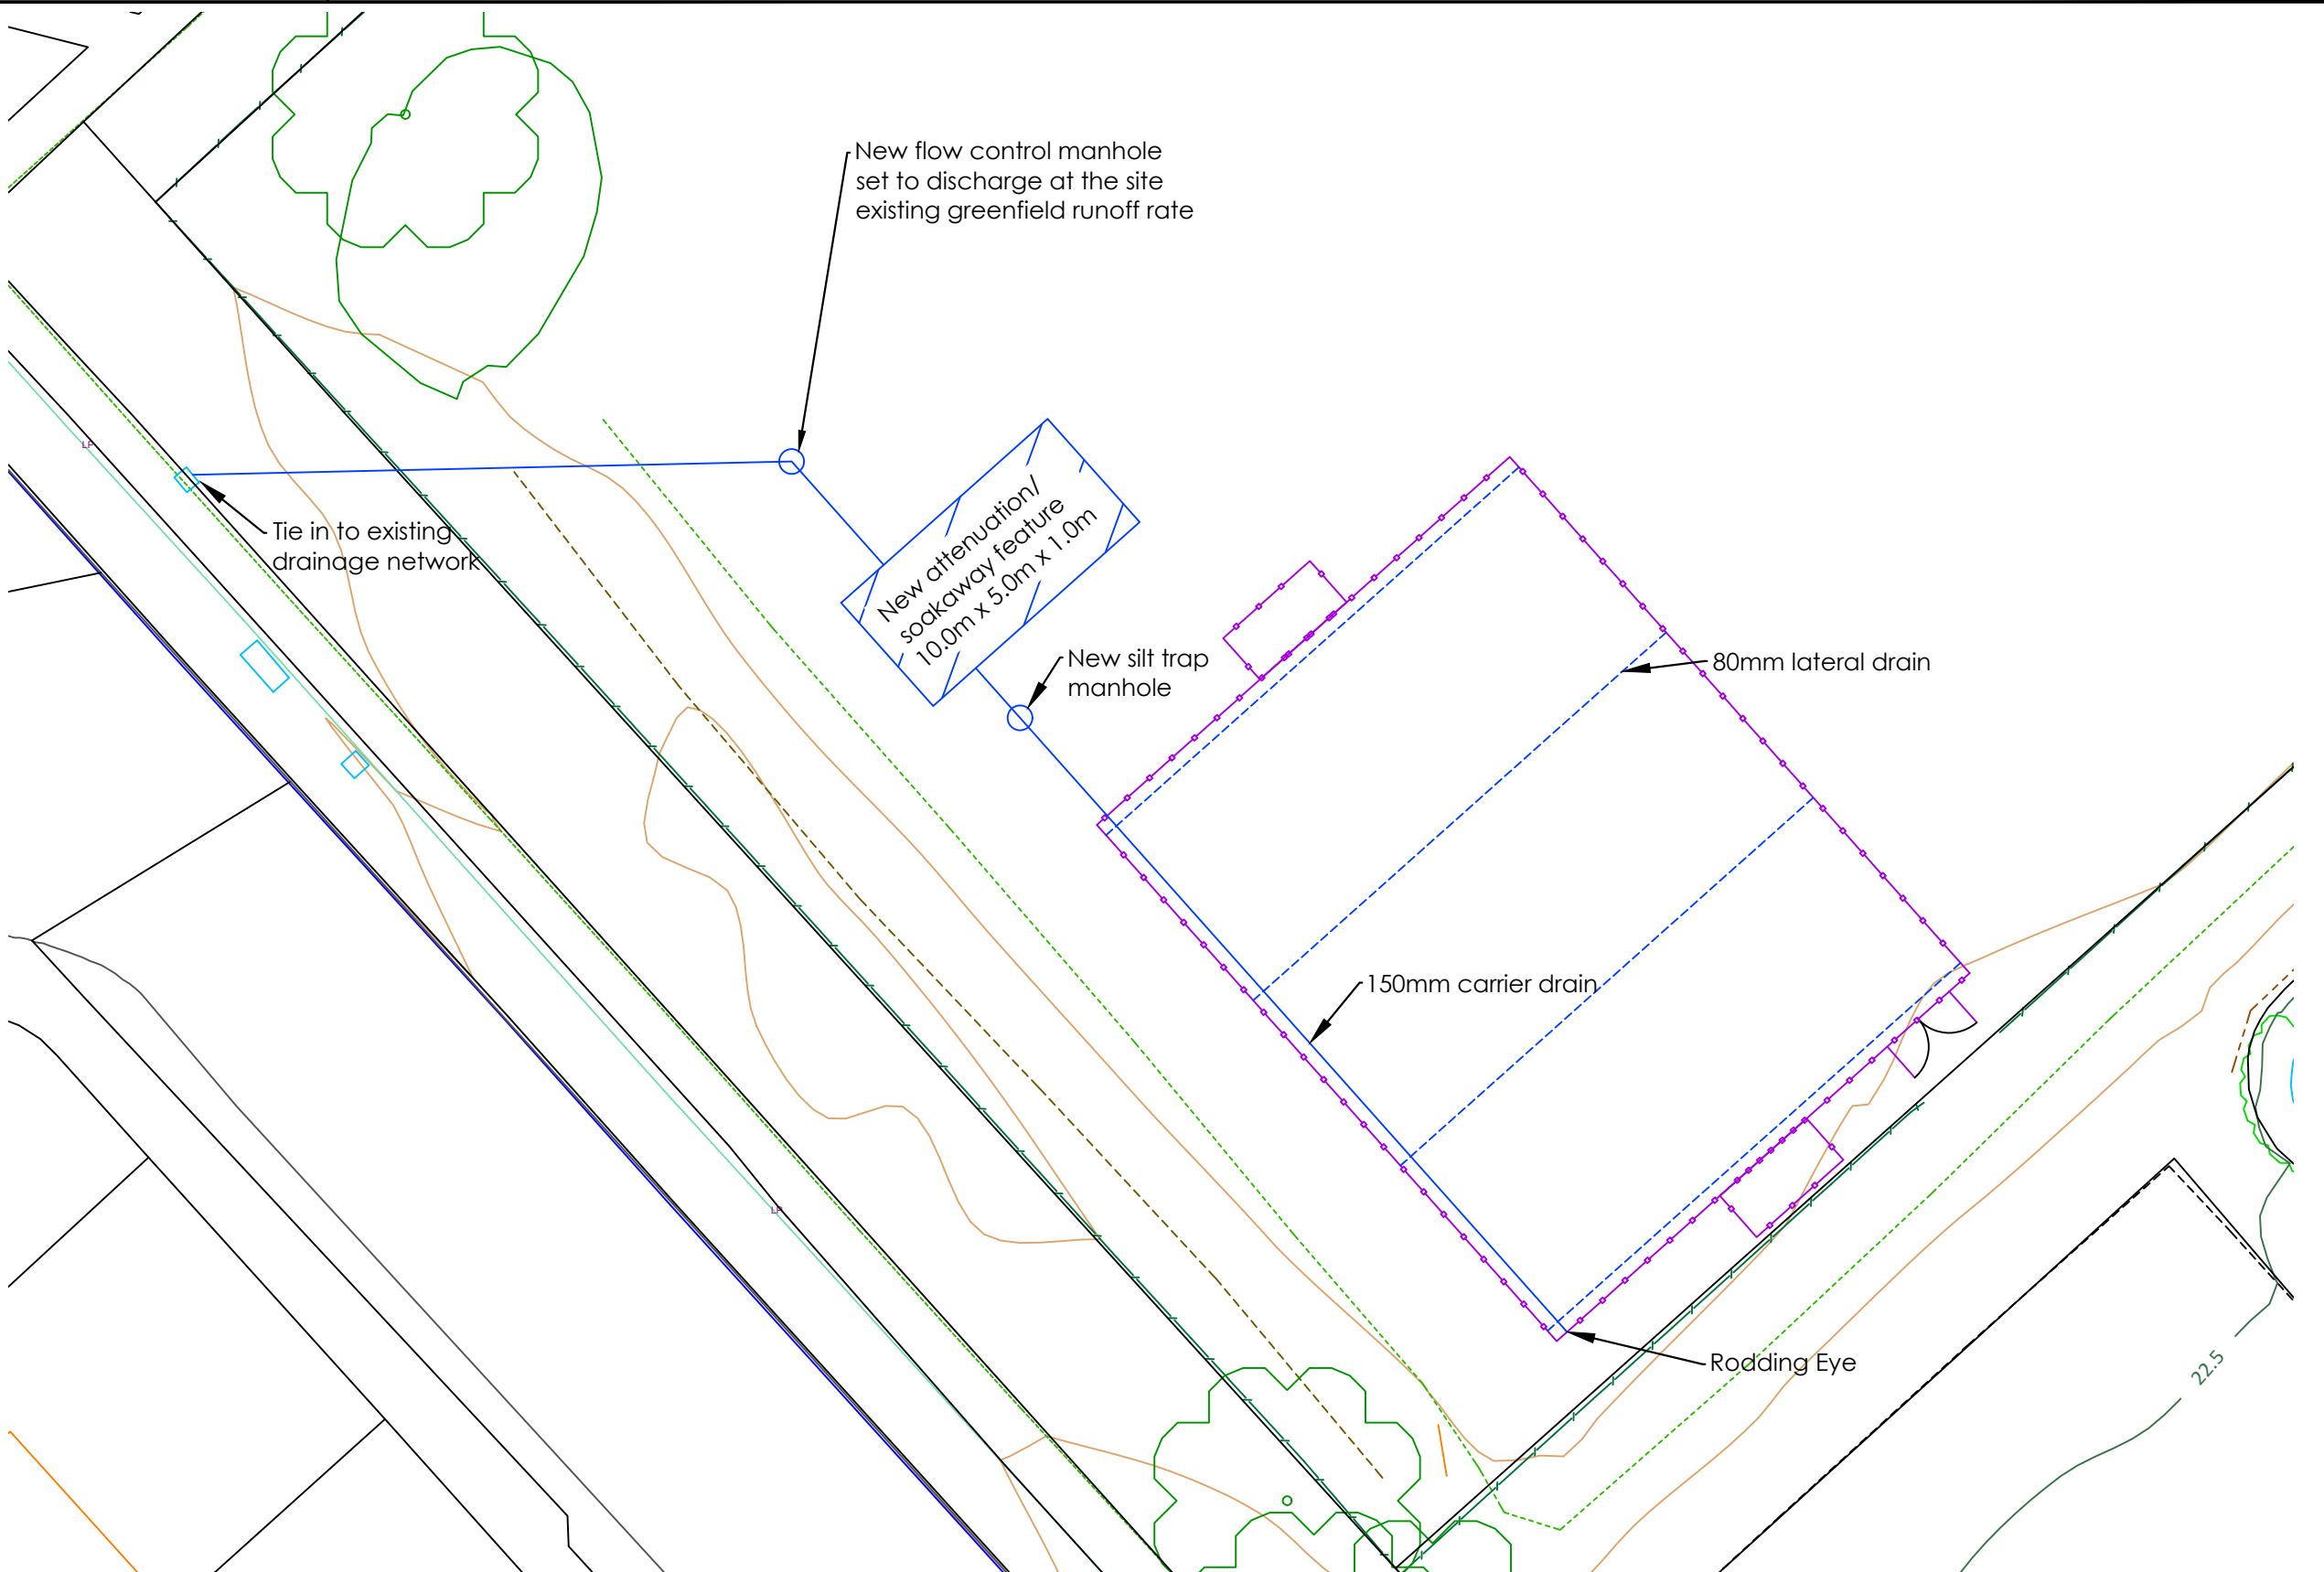 New flow control manhole
set to discharge at the site
existing greenfield runoff rate
LP
Tie in to existing
drainage network
New attenuation/
soakaway feature
10.0m x 5.0m x 1.0m
New silt trap
manhole
80mm lateral drain
150mm carrier drain
LP
Rodding Eye
22.5